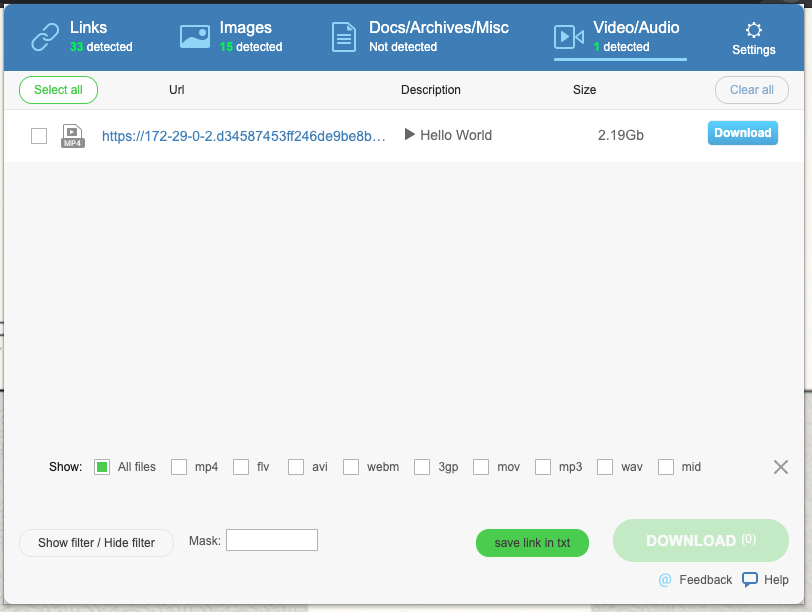 Links
33 detected
Images
15 detected
Docs/Archives/Misc
Not detected
Video/Audio
1 detected
Settings
Select all
Url
Description
Size
Clear all
MP4
https://172-29-0-2.d34587453ff246de9be8b...
Hello World
2.19Gb
Download
Show:
All files
mp4
flv
avi
webm
3gp
mov
mp3
wav
mid
Show filter / Hide filter
Mask:
save link in txt
DOWNLOAD (0)
@ Feedback
Help